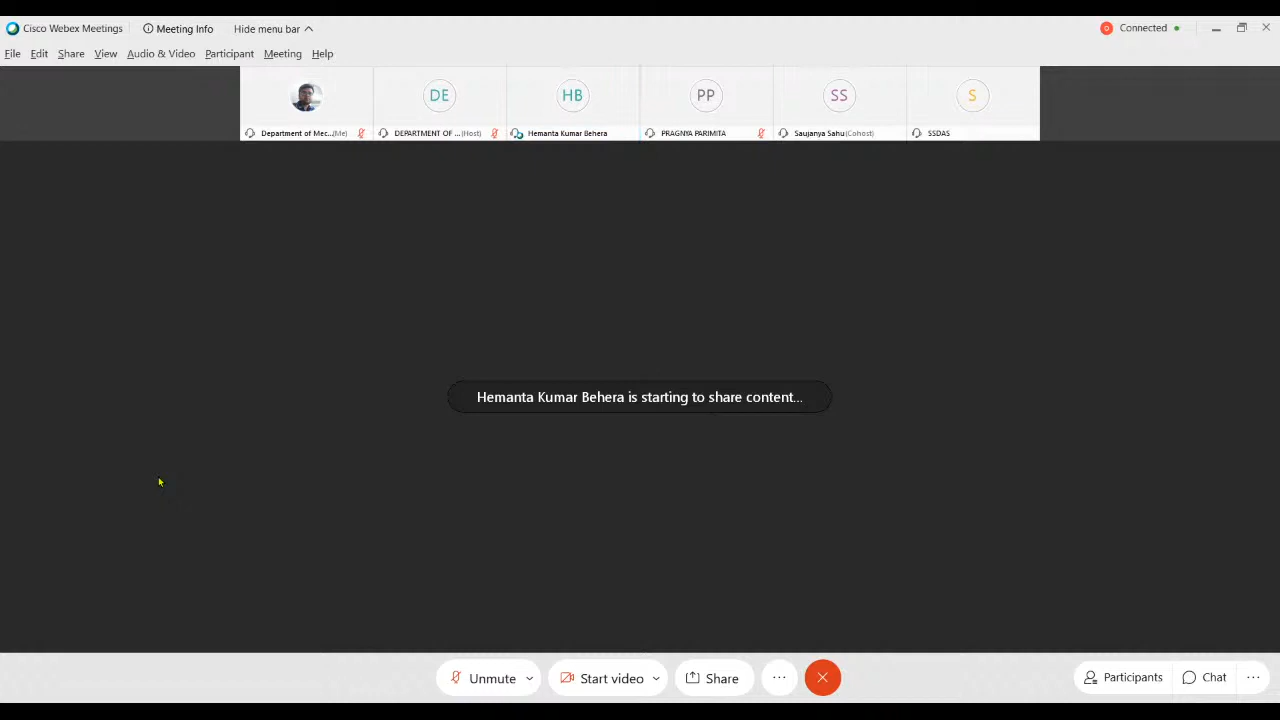 Cisco Webex Meetings Meeting Info Hide menu bar Connected
File Edit Share View Audio & Video Participant Meeting Help
DE HB PP SS S
Department of Mec...(Me) DEPARTMENT OF ...(Host) Hemanta Kumar Behera PRAGNYA PARIMITA Saujanya Sahu(Cohost) SSDAS
Hemanta Kumar Behera is starting to share content...
Unmute Start video Share ... Participants Chat ...